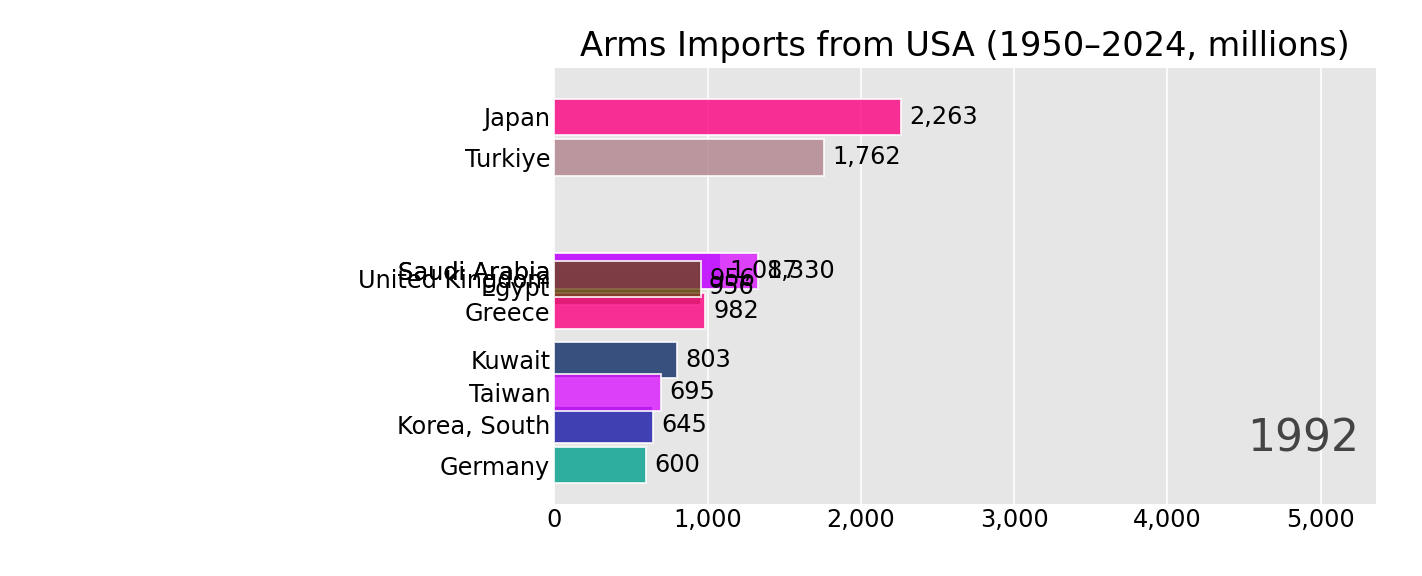 Arms Imports from USA (1950–2024, millions)
Japan 2,263
Turkiye 1,762
Saudi Arabia 1,330
United Kingdom 956
Egypt 956
Greece 982
Kuwait 803
Taiwan 695
Korea, South 645
Germany 600
1992
0 1,000 2,000 3,000 4,000 5,000